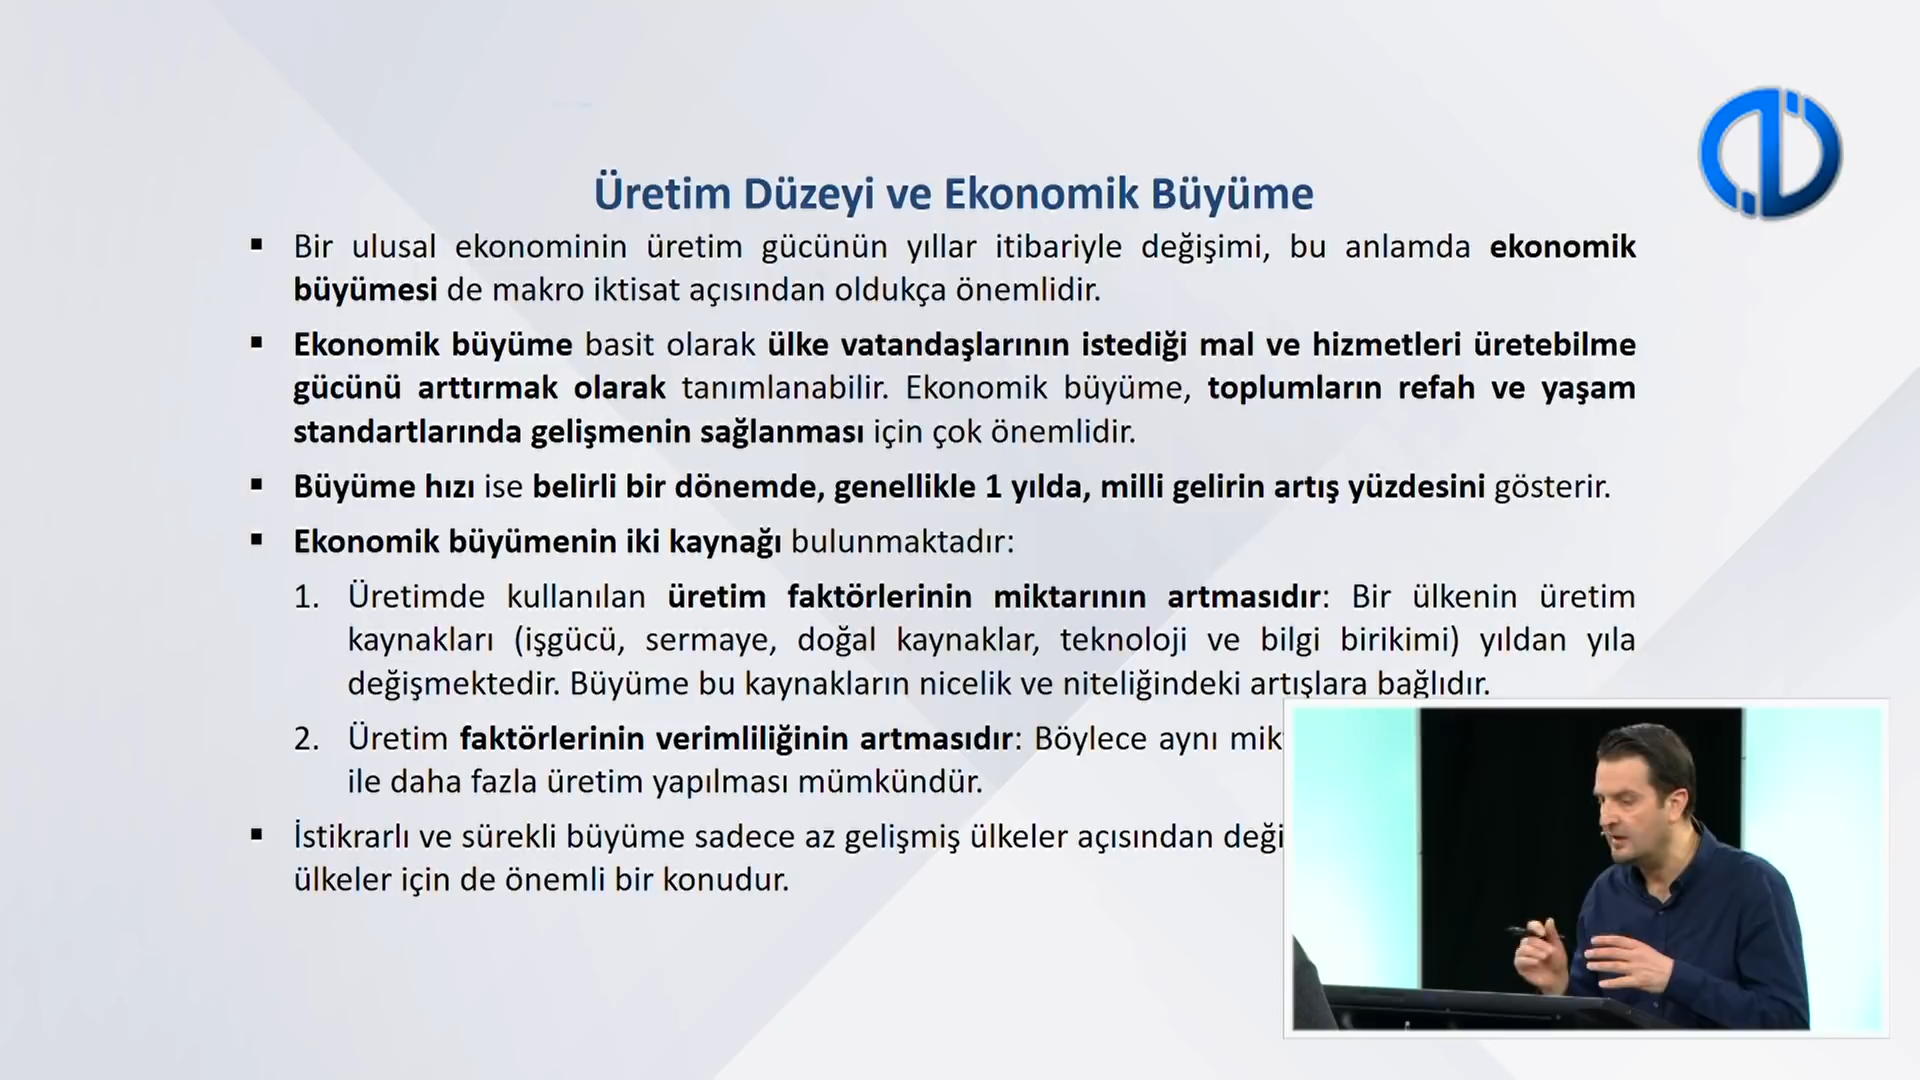 Üretim Düzeyi ve Ekonomik Büyüme
▪ Bir ulusal ekonominin üretim gücünün yıllar itibariyle değişimi, bu anlamda ekonomik
büyümesi de makro iktisat açısından oldukça önemlidir.
▪ Ekonomik büyüme basit olarak ülke vatandaşlarının istediği mal ve hizmetleri üretebilme
gücünü arttırmak olarak tanımlanabilir. Ekonomik büyüme, toplumların refah ve yaşam
standartlarında gelişmenin sağlanması için çok önemlidir.
▪ Büyüme hızı ise belirli bir dönemde, genellikle 1 yılda, milli gelirin artış yüzdesini gösterir.
▪ Ekonomik büyümenin iki kaynağı bulunmaktadır:
1. Üretimde kullanılan üretim faktörlerinin miktarının artmasıdır: Bir ülkenin üretim
kaynakları (işgücü, sermaye, doğal kaynaklar, teknoloji ve bilgi birikimi) yıldan yıla
değişmektedir. Büyüme bu kaynakların nicelik ve niteliğindeki artışlara bağlıdır.
2. Üretim faktörlerinin verimliliğinin artmasıdır: Böylece aynı
ile daha fazla üretim yapılması mümkündür.
▪ İstikrarlı ve sürekli büyüme sadece az gelişmiş ülkeler açısından
ülkeler için de önemli bir konudur.